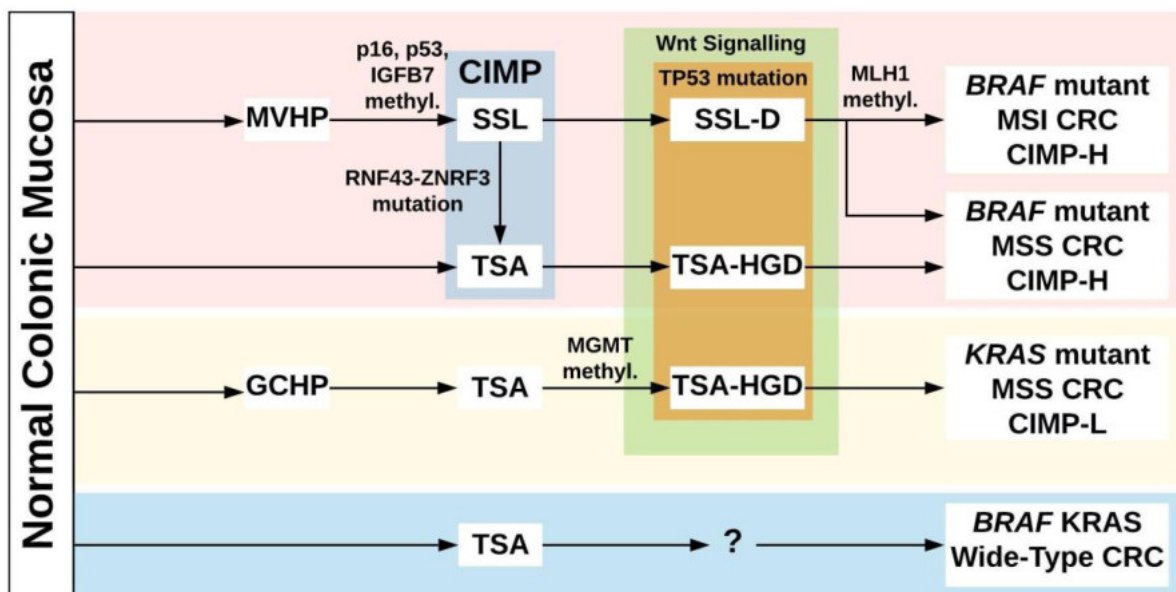 Normal Colonic Mucosa
p16, p53,
IGFB7
methyl.
CIMP
Wnt Signalling
TP53 mutation
MLH1
methyl.
MVHP
SSL
SSL-D
BRAF mutant
MSI CRC
CIMP-H
RNF43-ZNRF3
mutation
TSA
TSA-HGD
BRAF mutant
MSS CRC
CIMP-H
GCHP
TSA
MGMT
methyl.
TSA-HGD
KRAS mutant
MSS CRC
CIMP-L
TSA
?
BRAF KRAS
Wide-Type CRC